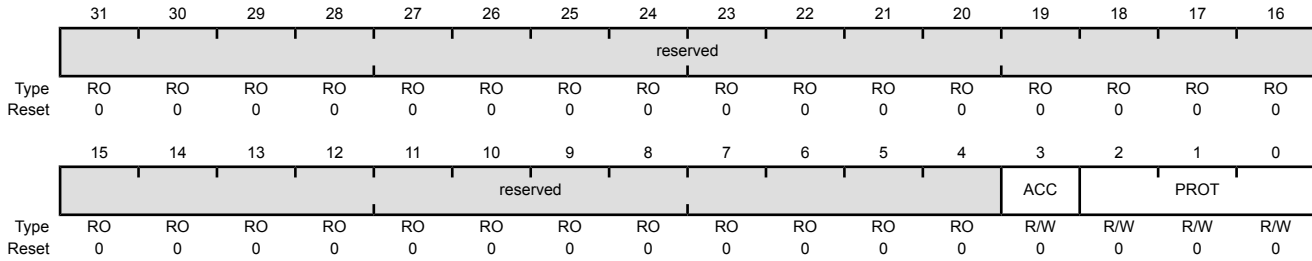 31 30 29 28 27 26 25 24 23 22 21 20 19 18 17 16
reserved
Type RO RO RO RO RO RO RO RO RO RO RO RO RO RO RO RO
Reset 0 0 0 0 0 0 0 0 0 0 0 0 0 0 0 0
15 14 13 12 11 10 9 8 7 6 5 4 3 2 1 0
reserved ACC PROT
Type RO RO RO RO RO RO RO RO RO RO RO RO R/W R/W R/W R/W
Reset 0 0 0 0 0 0 0 0 0 0 0 0 0 0 0 0